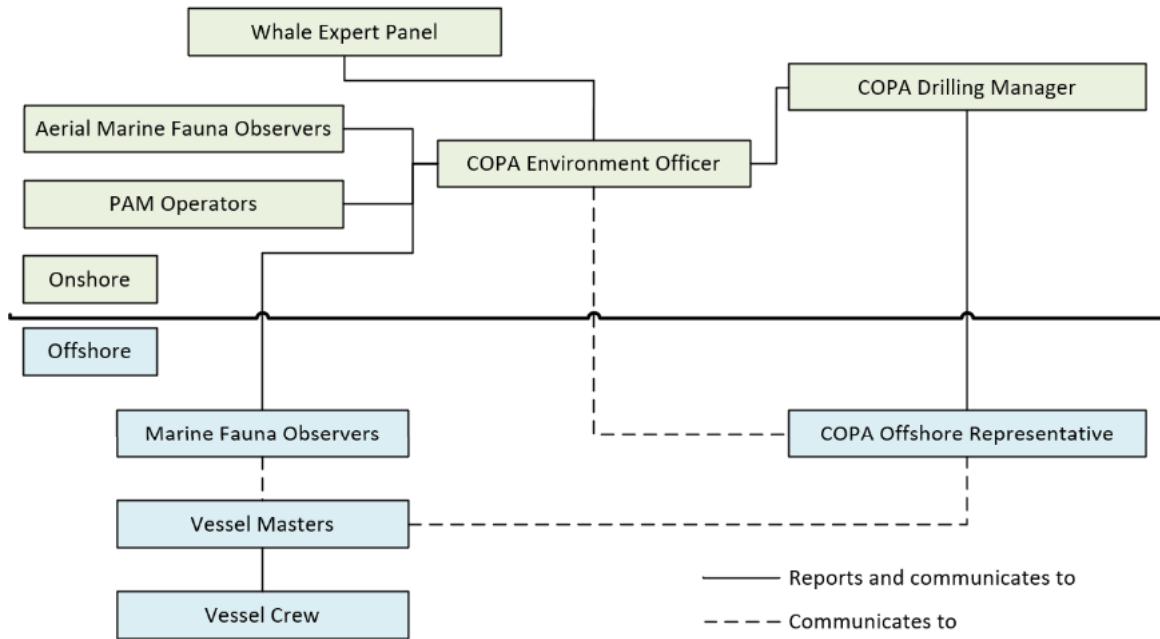 Whale Expert Panel
COPA Drilling Manager
Aerial Marine Fauna Observers
COPA Environment Officer
PAM Operators
Onshore
Offshore
Marine Fauna Observers
COPA Offshore Representative
Vessel Masters
Reports and communicates to
Vessel Crew
Communicates to